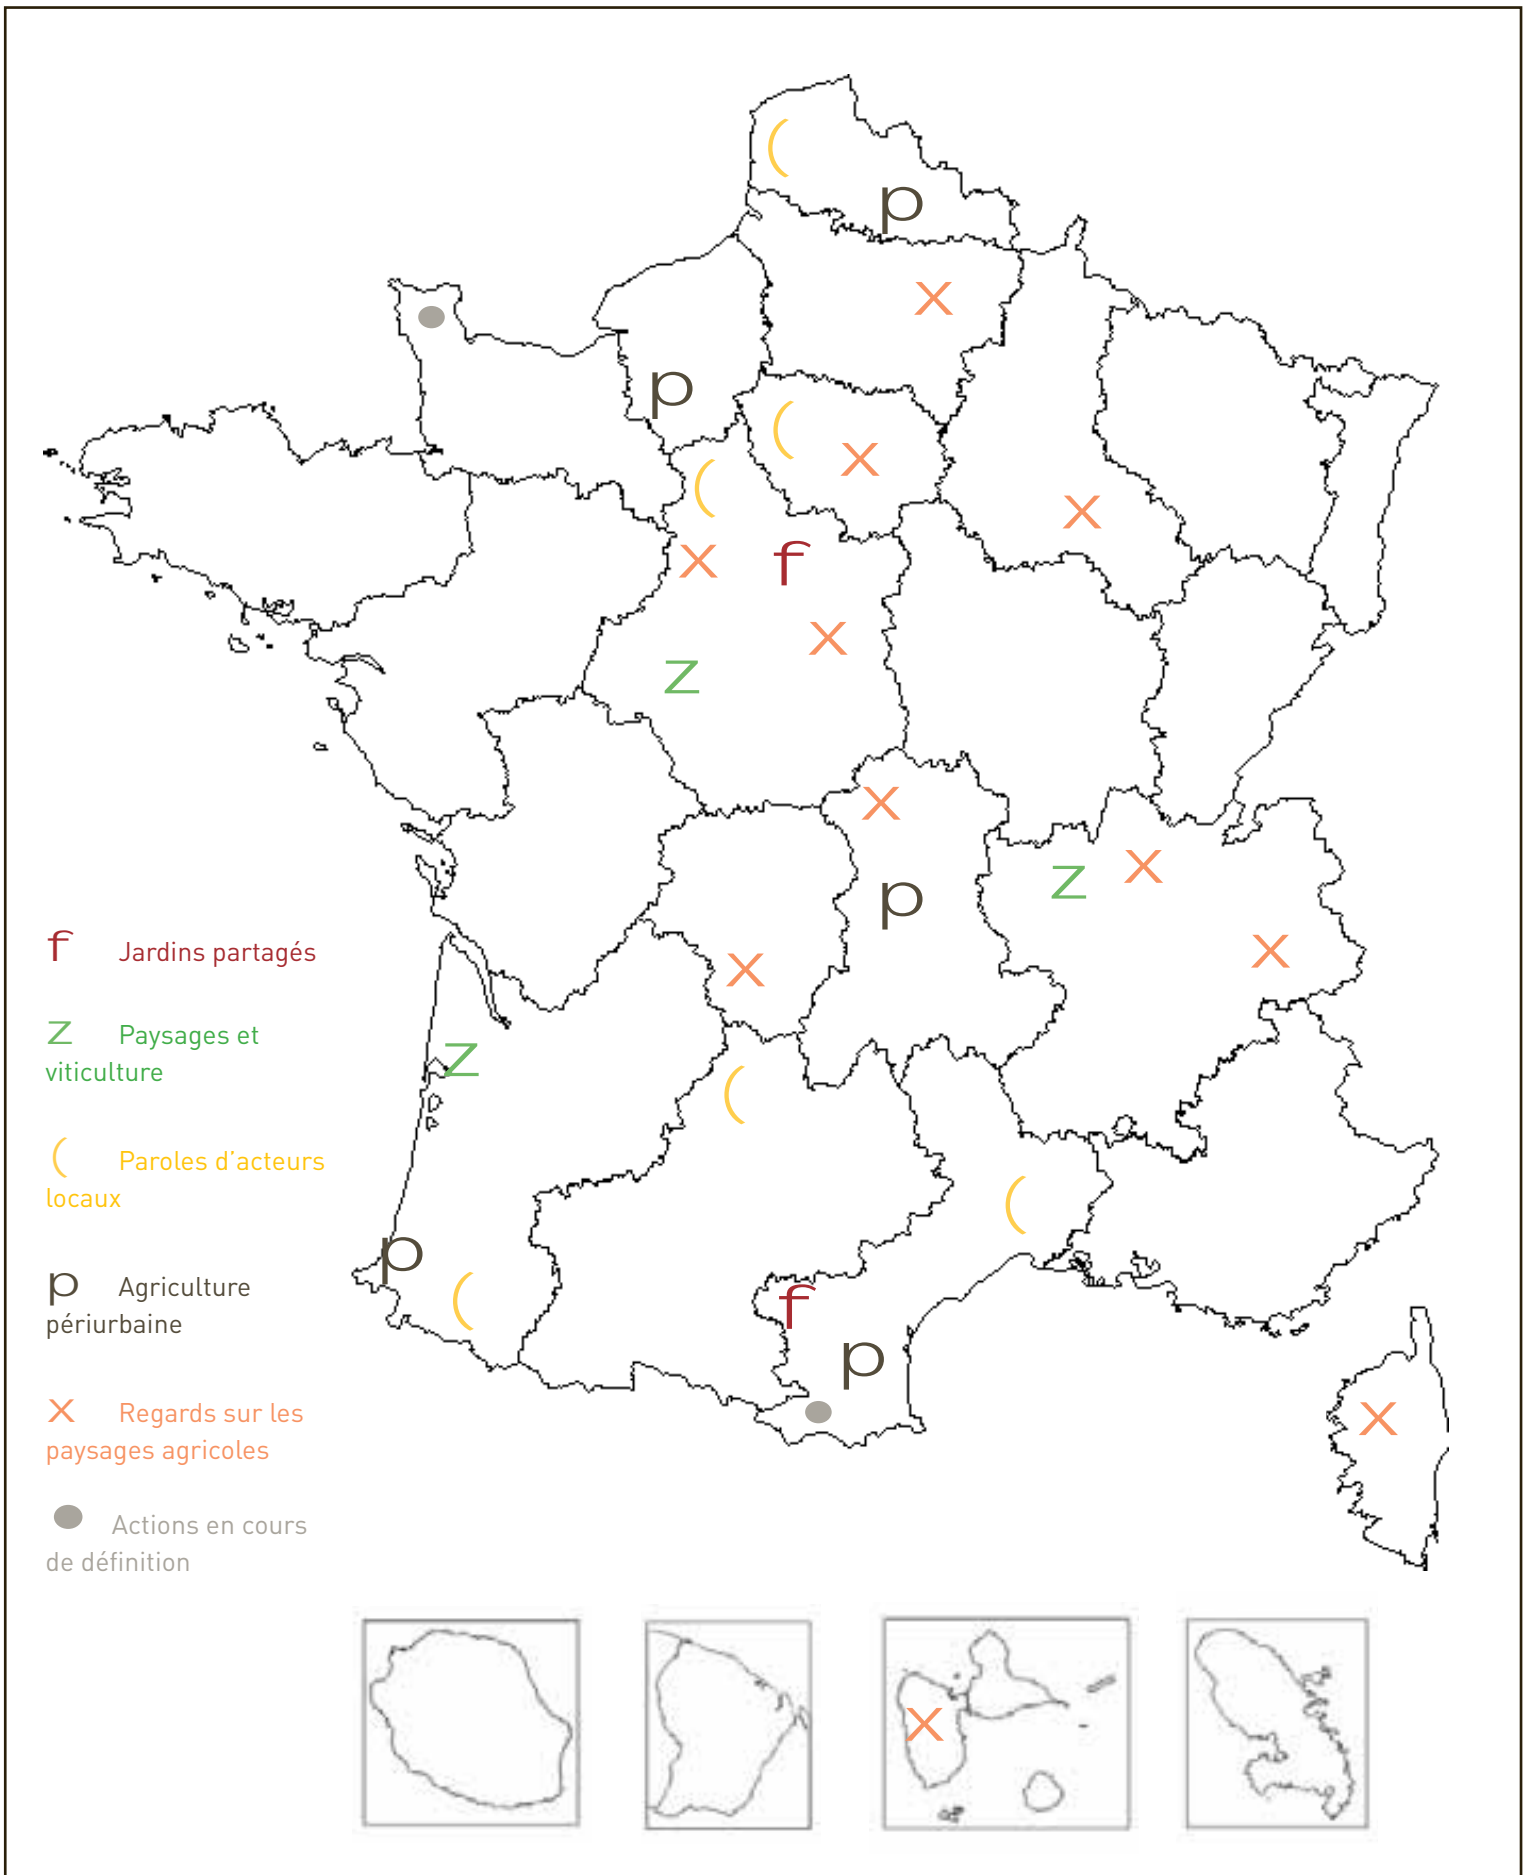 (
p
X
p
(
X
(
X
X
f
X
z
X
X
z
p
f Jardins partagés
X
X
z Paysages et
viticulture
z
(
( Paroles d'acteurs
locaux
(
p
p Agriculture
périurbaine
(
f
p
X Regards sur les
paysages agricoles
X
Actions en cours
de définition
X